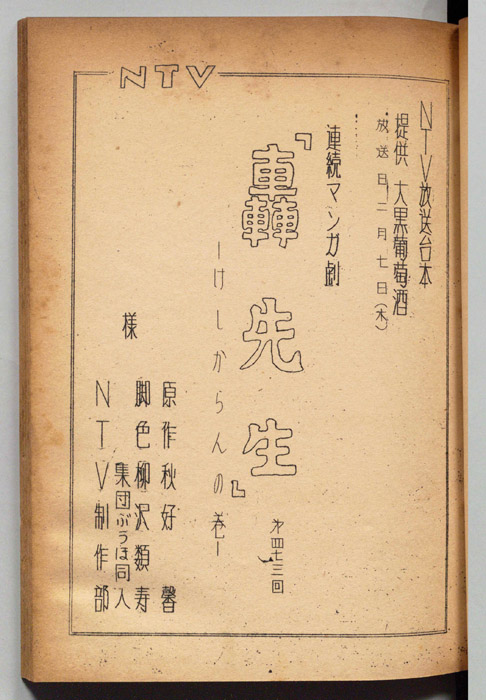 NTV
NTV放送台本
提供 大黒葡萄酒
放送日 二月七日(木)
連続マンガ劇
『轟先生』
第四七三回
ーけしからんの巻ー
原作 秋好 馨
脚色 柳沢類寿
集団ぶうほ同人
NTV制作部
様